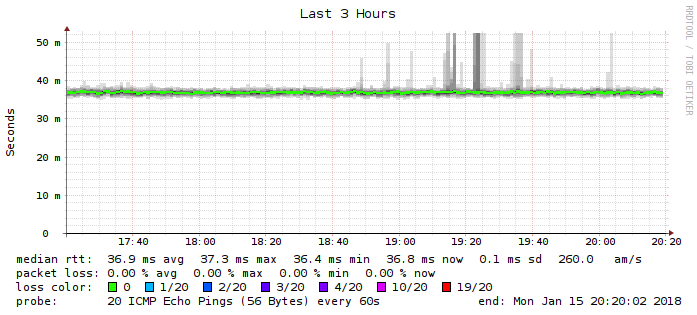 Last 3 Hours
RRDTOOL / TOBI OETIKER
Seconds
50 m
40 m
30 m
20 m
10 m
0
17:40 18:00 18:20 18:40 19:00 19:20 19:40 20:00 20:20
median rtt: 36.9 ms avg 37.3 ms max 36.4 ms min 36.8 ms now 0.1 ms sd 260.0 am/s
packet loss: 0.00 % avg 0.00 % max 0.00 % min 0.00 % now
loss color: 0 1/20 2/20 3/20 4/20 10/20 19/20
probe: 20 ICMP Echo Pings (56 Bytes) every 60s end: Mon Jan 15 20:20:02 2018